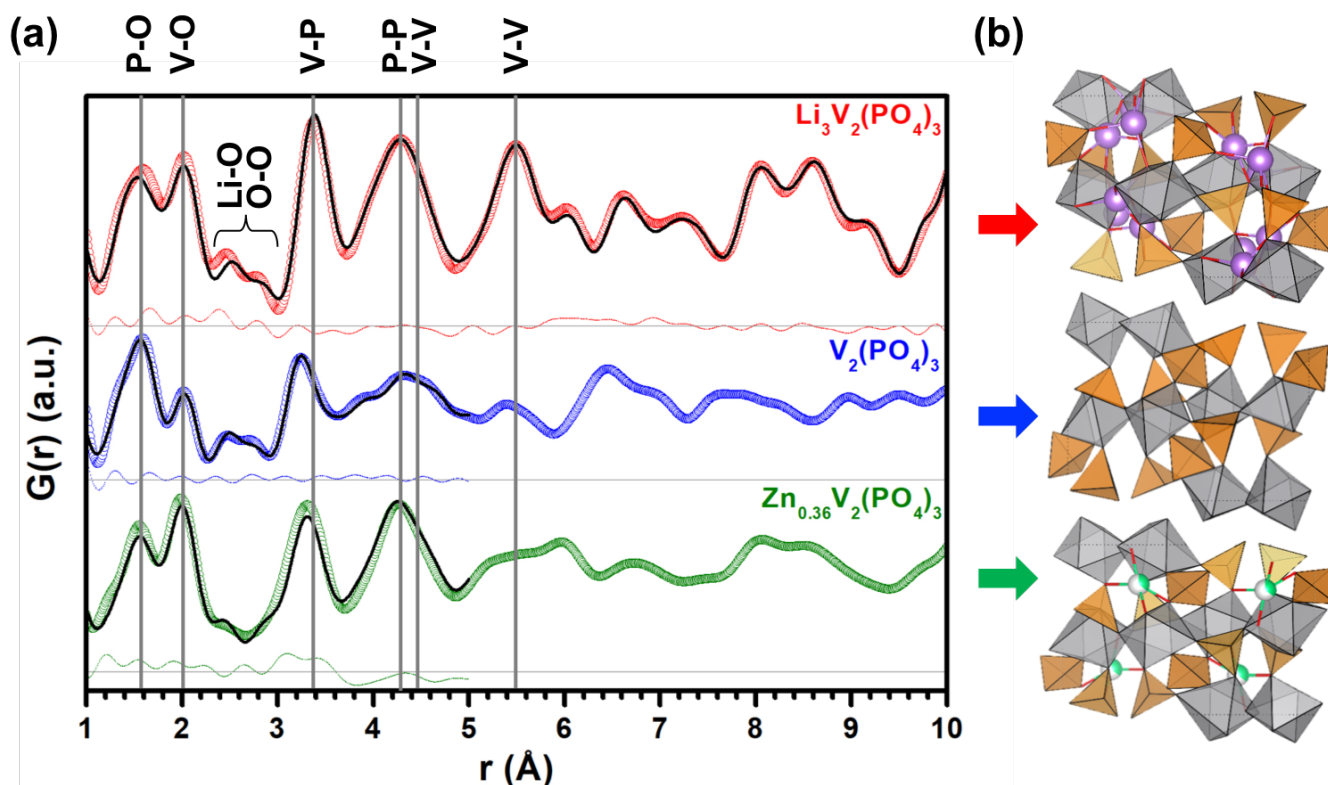 (a)
P-O
V-O
V-P
P-P
V-V
V-V
(b)
Li₃V₂(PO₄)₃
Li-O
O-O
V₂(PO₄)₃
Zn₀.₃₆V₂(PO₄)₃
G(r) (a.u.)
1 2 3 4 5 6 7 8 9 10
r (Å)